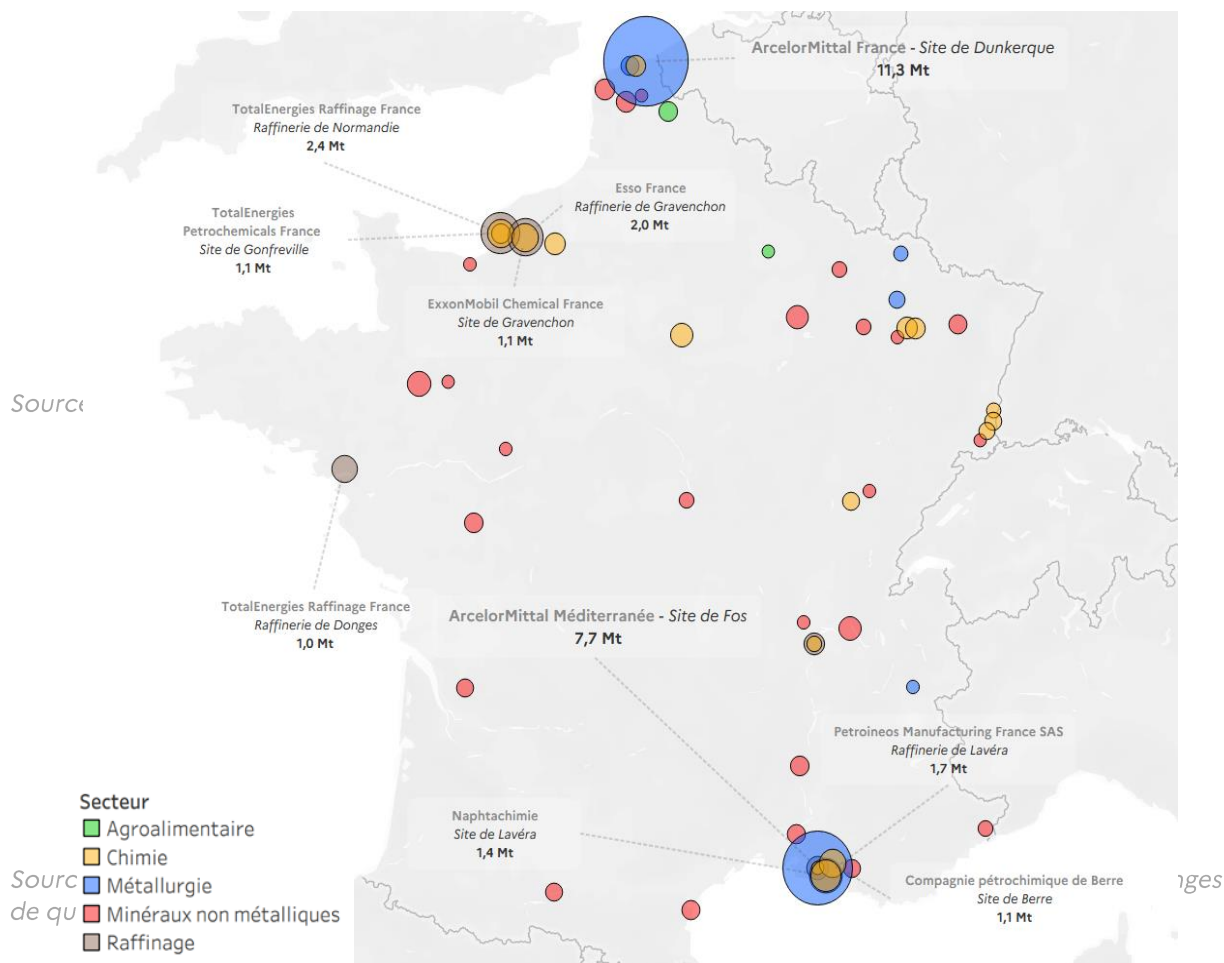 ArcelorMittal France - Site de Dunkerque
11,3 Mt
TotalEnergies Raffinage France
Raffinerie de Normandie
2,4 Mt
Esso France
Raffinerie de Gravenchon
2,0 Mt
TotalEnergies
Petrochemicals France
Site de Gonfreville
1,1 Mt
ExxonMobil Chemical France
Site de Gravenchon
1,1 Mt
TotalEnergies Raffinage France
Raffinerie de Donges
1,0 Mt
ArcelorMittal Méditerranée - Site de Fos
7,7 Mt
Petroineos Manufacturing France SAS
Raffinerie de Lavéra
1,7 Mt
Naphtachimie
Site de Lavéra
1,4 Mt
Compagnie pétrochimique de Berre
Site de Berre
1,1 Mt
Secteur
Agroalimentaire
Chimie
Métallurgie
Minéraux non métalliques
Raffinage
de